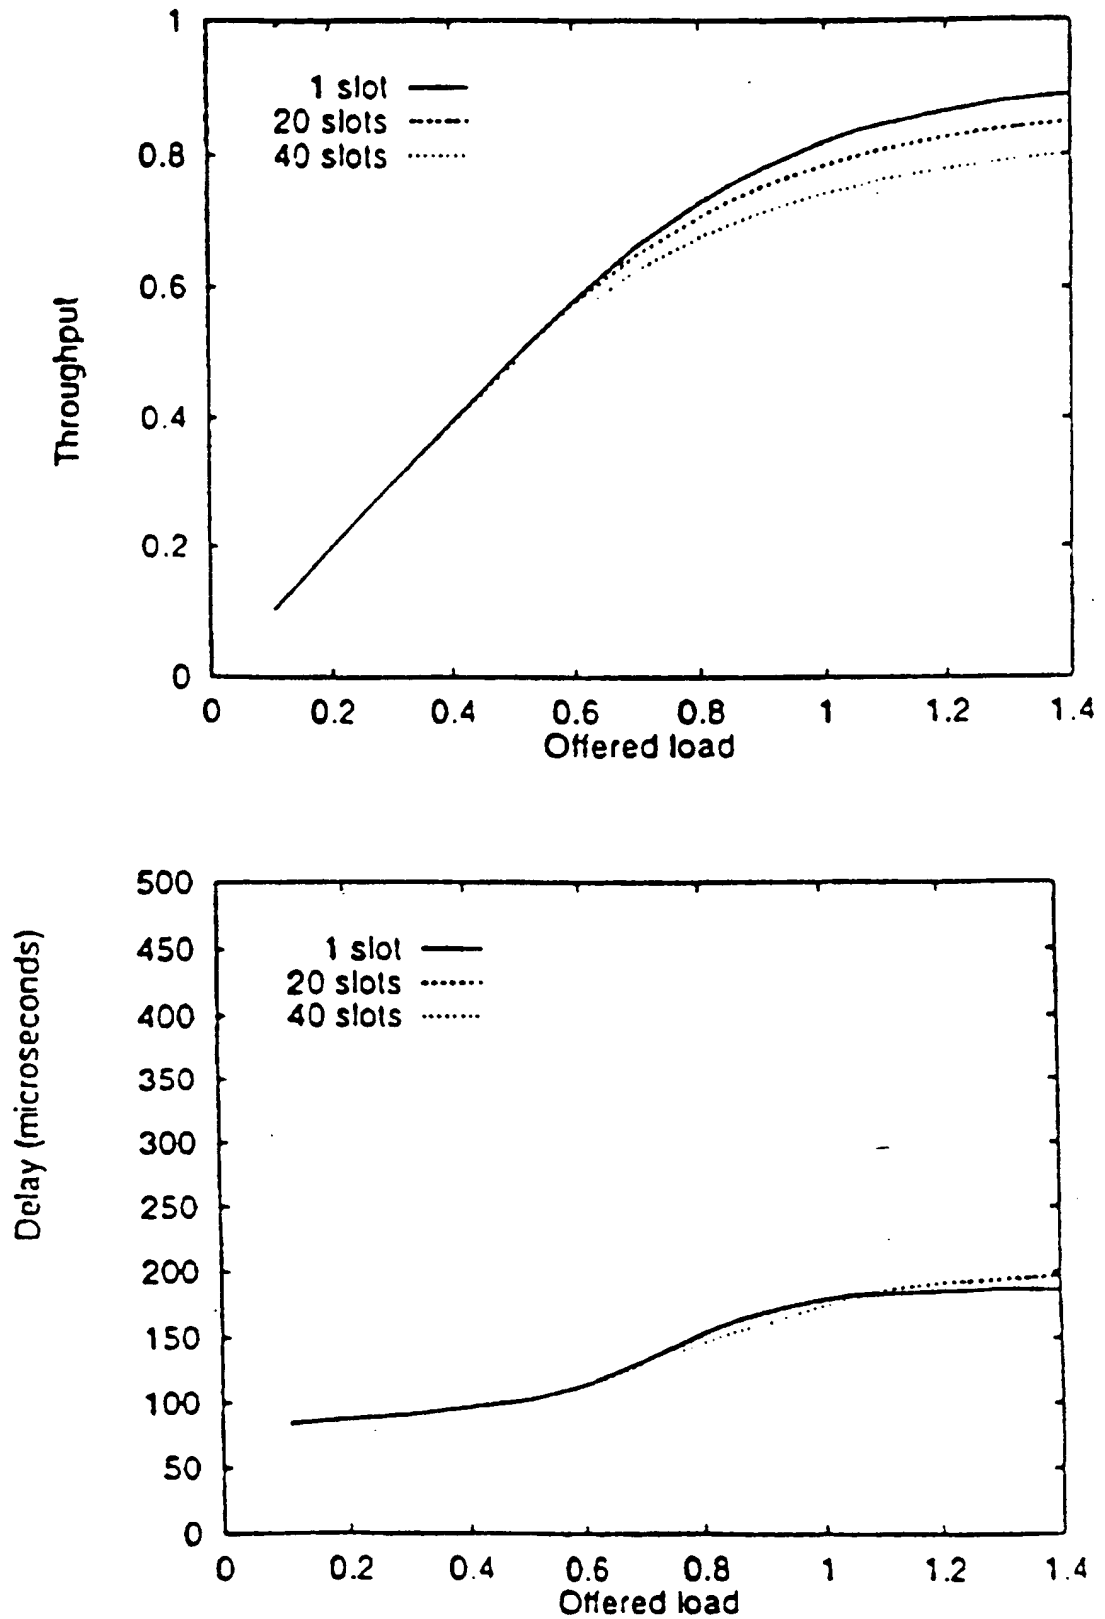 1
1 slot
20 slots
40 slots
0.8
0.6
0.4
0.2
0
Throughput
0 0.2 0.4 0.6 0.8 1 1.2 1.4
Offered load
500
450
400
350
300
250
200
150
100
50
0
1 slot
20 slots
40 slots
Delay (microseconds)
0 0.2 0.4 0.6 0.8 1 1.2 1.4
Offered load